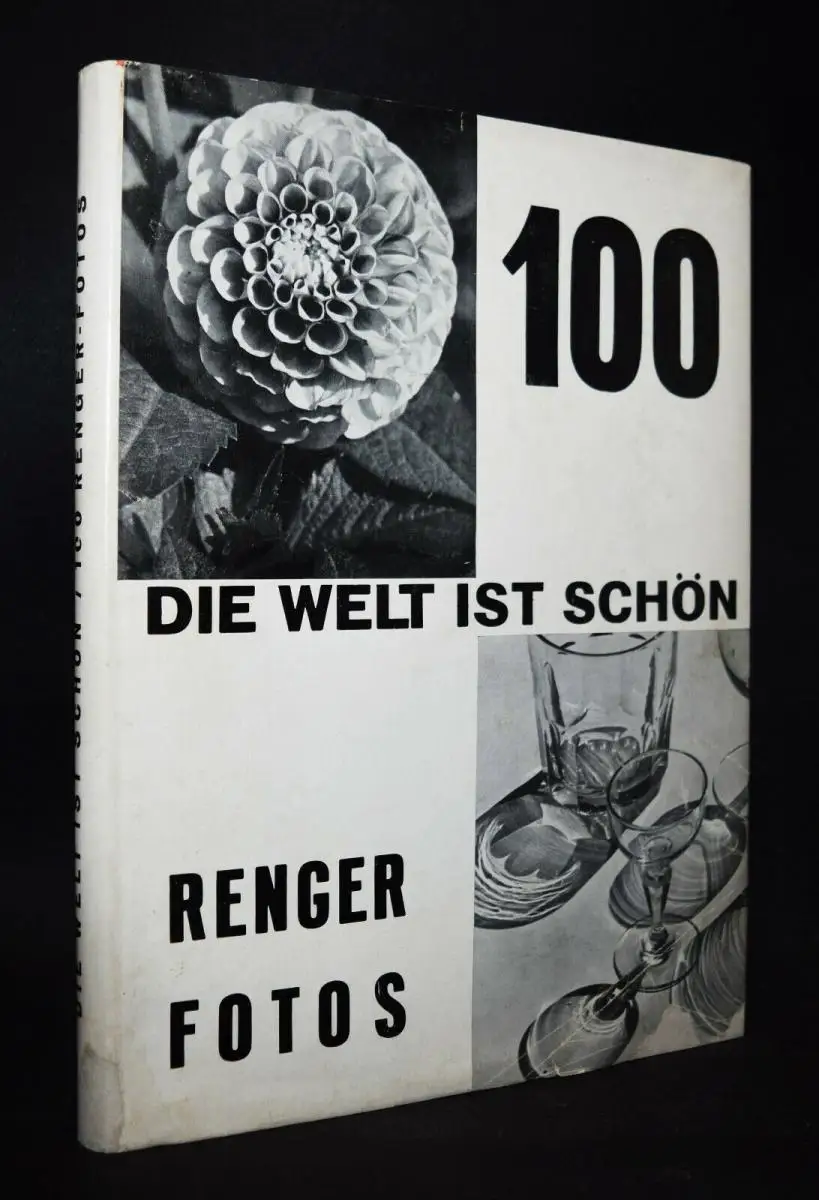 100
DIE WELT IST SCHÖN
RENGER
FOTOS
DIE WELT IST SCHÖN / 100 RENGER-FOTOS